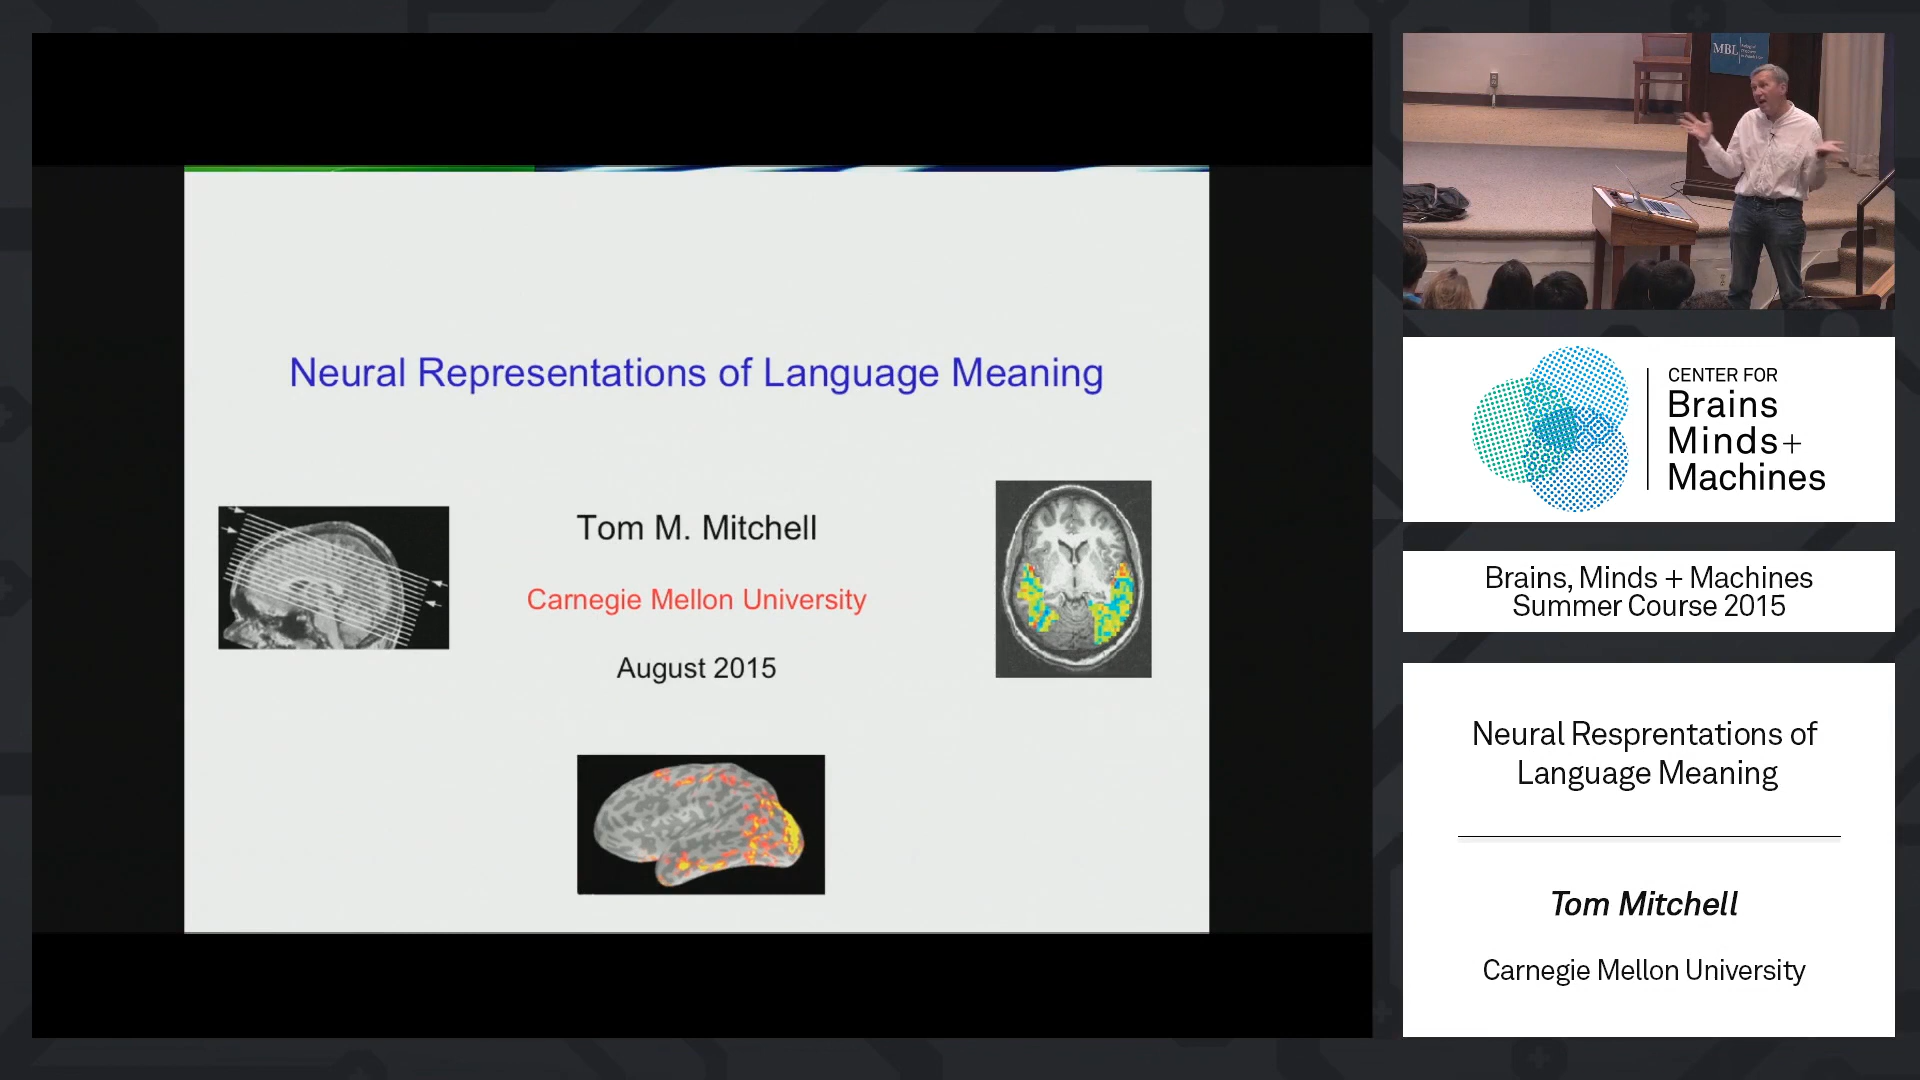 Neural Representations of Language Meaning
Tom M. Mitchell
Carnegie Mellon University
August 2015
MBL
CENTER FOR
Brains
Minds+
Machines
Brains, Minds + Machines
Summer Course 2015
Neural Resprentations of
Language Meaning
Tom Mitchell
Carnegie Mellon University